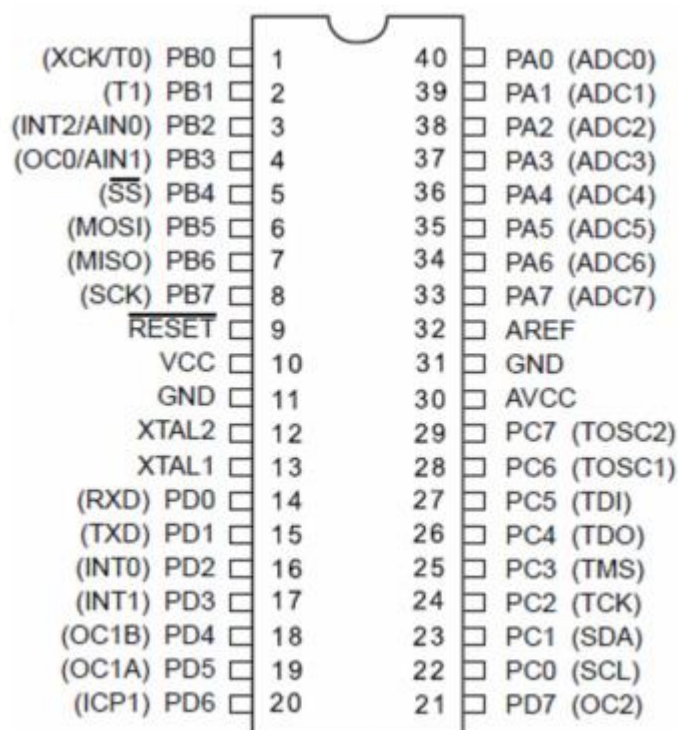 (XCK/T0) PB0 1 40 PA0 (ADC0)
(T1) PB1 2 39 PA1 (ADC1)
(INT2/AIN0) PB2 3 38 PA2 (ADC2)
(OC0/AIN1) PB3 4 37 PA3 (ADC3)
(SS) PB4 5 36 PA4 (ADC4)
(MOSI) PB5 6 35 PA5 (ADC5)
(MISO) PB6 7 34 PA6 (ADC6)
(SCK) PB7 8 33 PA7 (ADC7)
RESET 9 32 AREF
VCC 10 31 GND
GND 11 30 AVCC
XTAL2 12 29 PC7 (TOSC2)
XTAL1 13 28 PC6 (TOSC1)
(RXD) PD0 14 27 PC5 (TDI)
(TXD) PD1 15 26 PC4 (TDO)
(INT0) PD2 16 25 PC3 (TMS)
(INT1) PD3 17 24 PC2 (TCK)
(OC1B) PD4 18 23 PC1 (SDA)
(OC1A) PD5 19 22 PC0 (SCL)
(ICP1) PD6 20 21 PD7 (OC2)